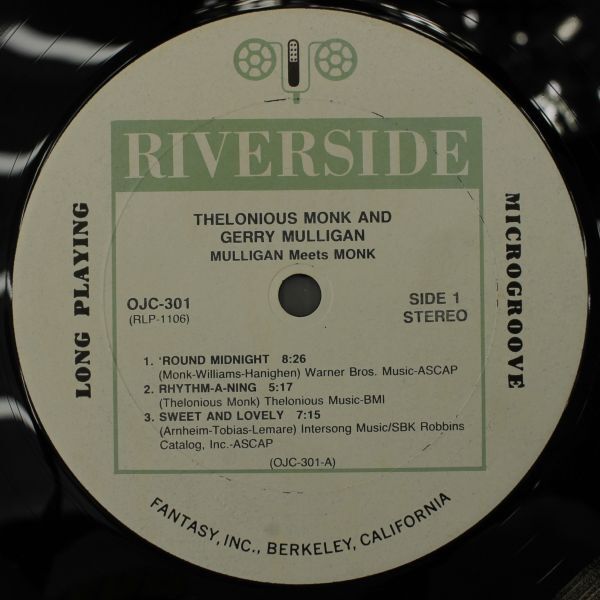 RIVERSIDE
LONG PLAYING
MICROGROOVE
THELONIOUS MONK AND
GERRY MULLIGAN
MULLIGAN Meets MONK
OJC-301
(RLP-1106)
SIDE 1
STEREO
1. 'ROUND MIDNIGHT 8:26
(Monk-Williams-Hanighen) Warner Bros. Music-ASCAP
2. RHYTHM-A-NING 5:17
(Thelonious Monk) Thelonious Music-BMI
3. SWEET AND LOVELY 7:15
(Arnheim-Tobias-Lemare) Intersong Music/SBK Robbins
Catalog, Inc.-ASCAP
(OJC-301-A)
FANTASY, INC., BERKELEY, CALIFORNIA